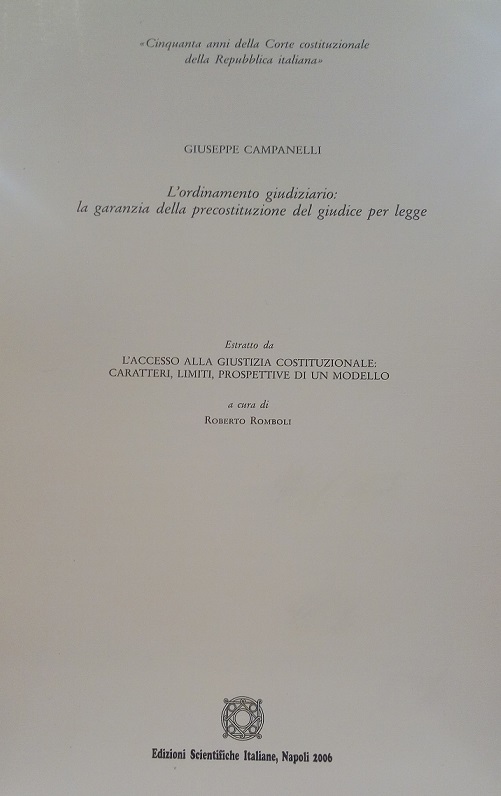 «Cinquanta anni della Corte costituzionale
della Repubblica italiana»
GIUSEPPE CAMPANELLI
L'ordinamento giudiziario:
la garanzia della precostituzione del giudice per legge
Estratto da
L'ACCESSO ALLA GIUSTIZIA COSTITUZIONALE:
CARATTERI, LIMITI, PROSPETTIVE DI UN MODELLO
a cura di
ROBERTO ROMBOLI
Edizioni Scientifiche Italiane, Napoli 2006